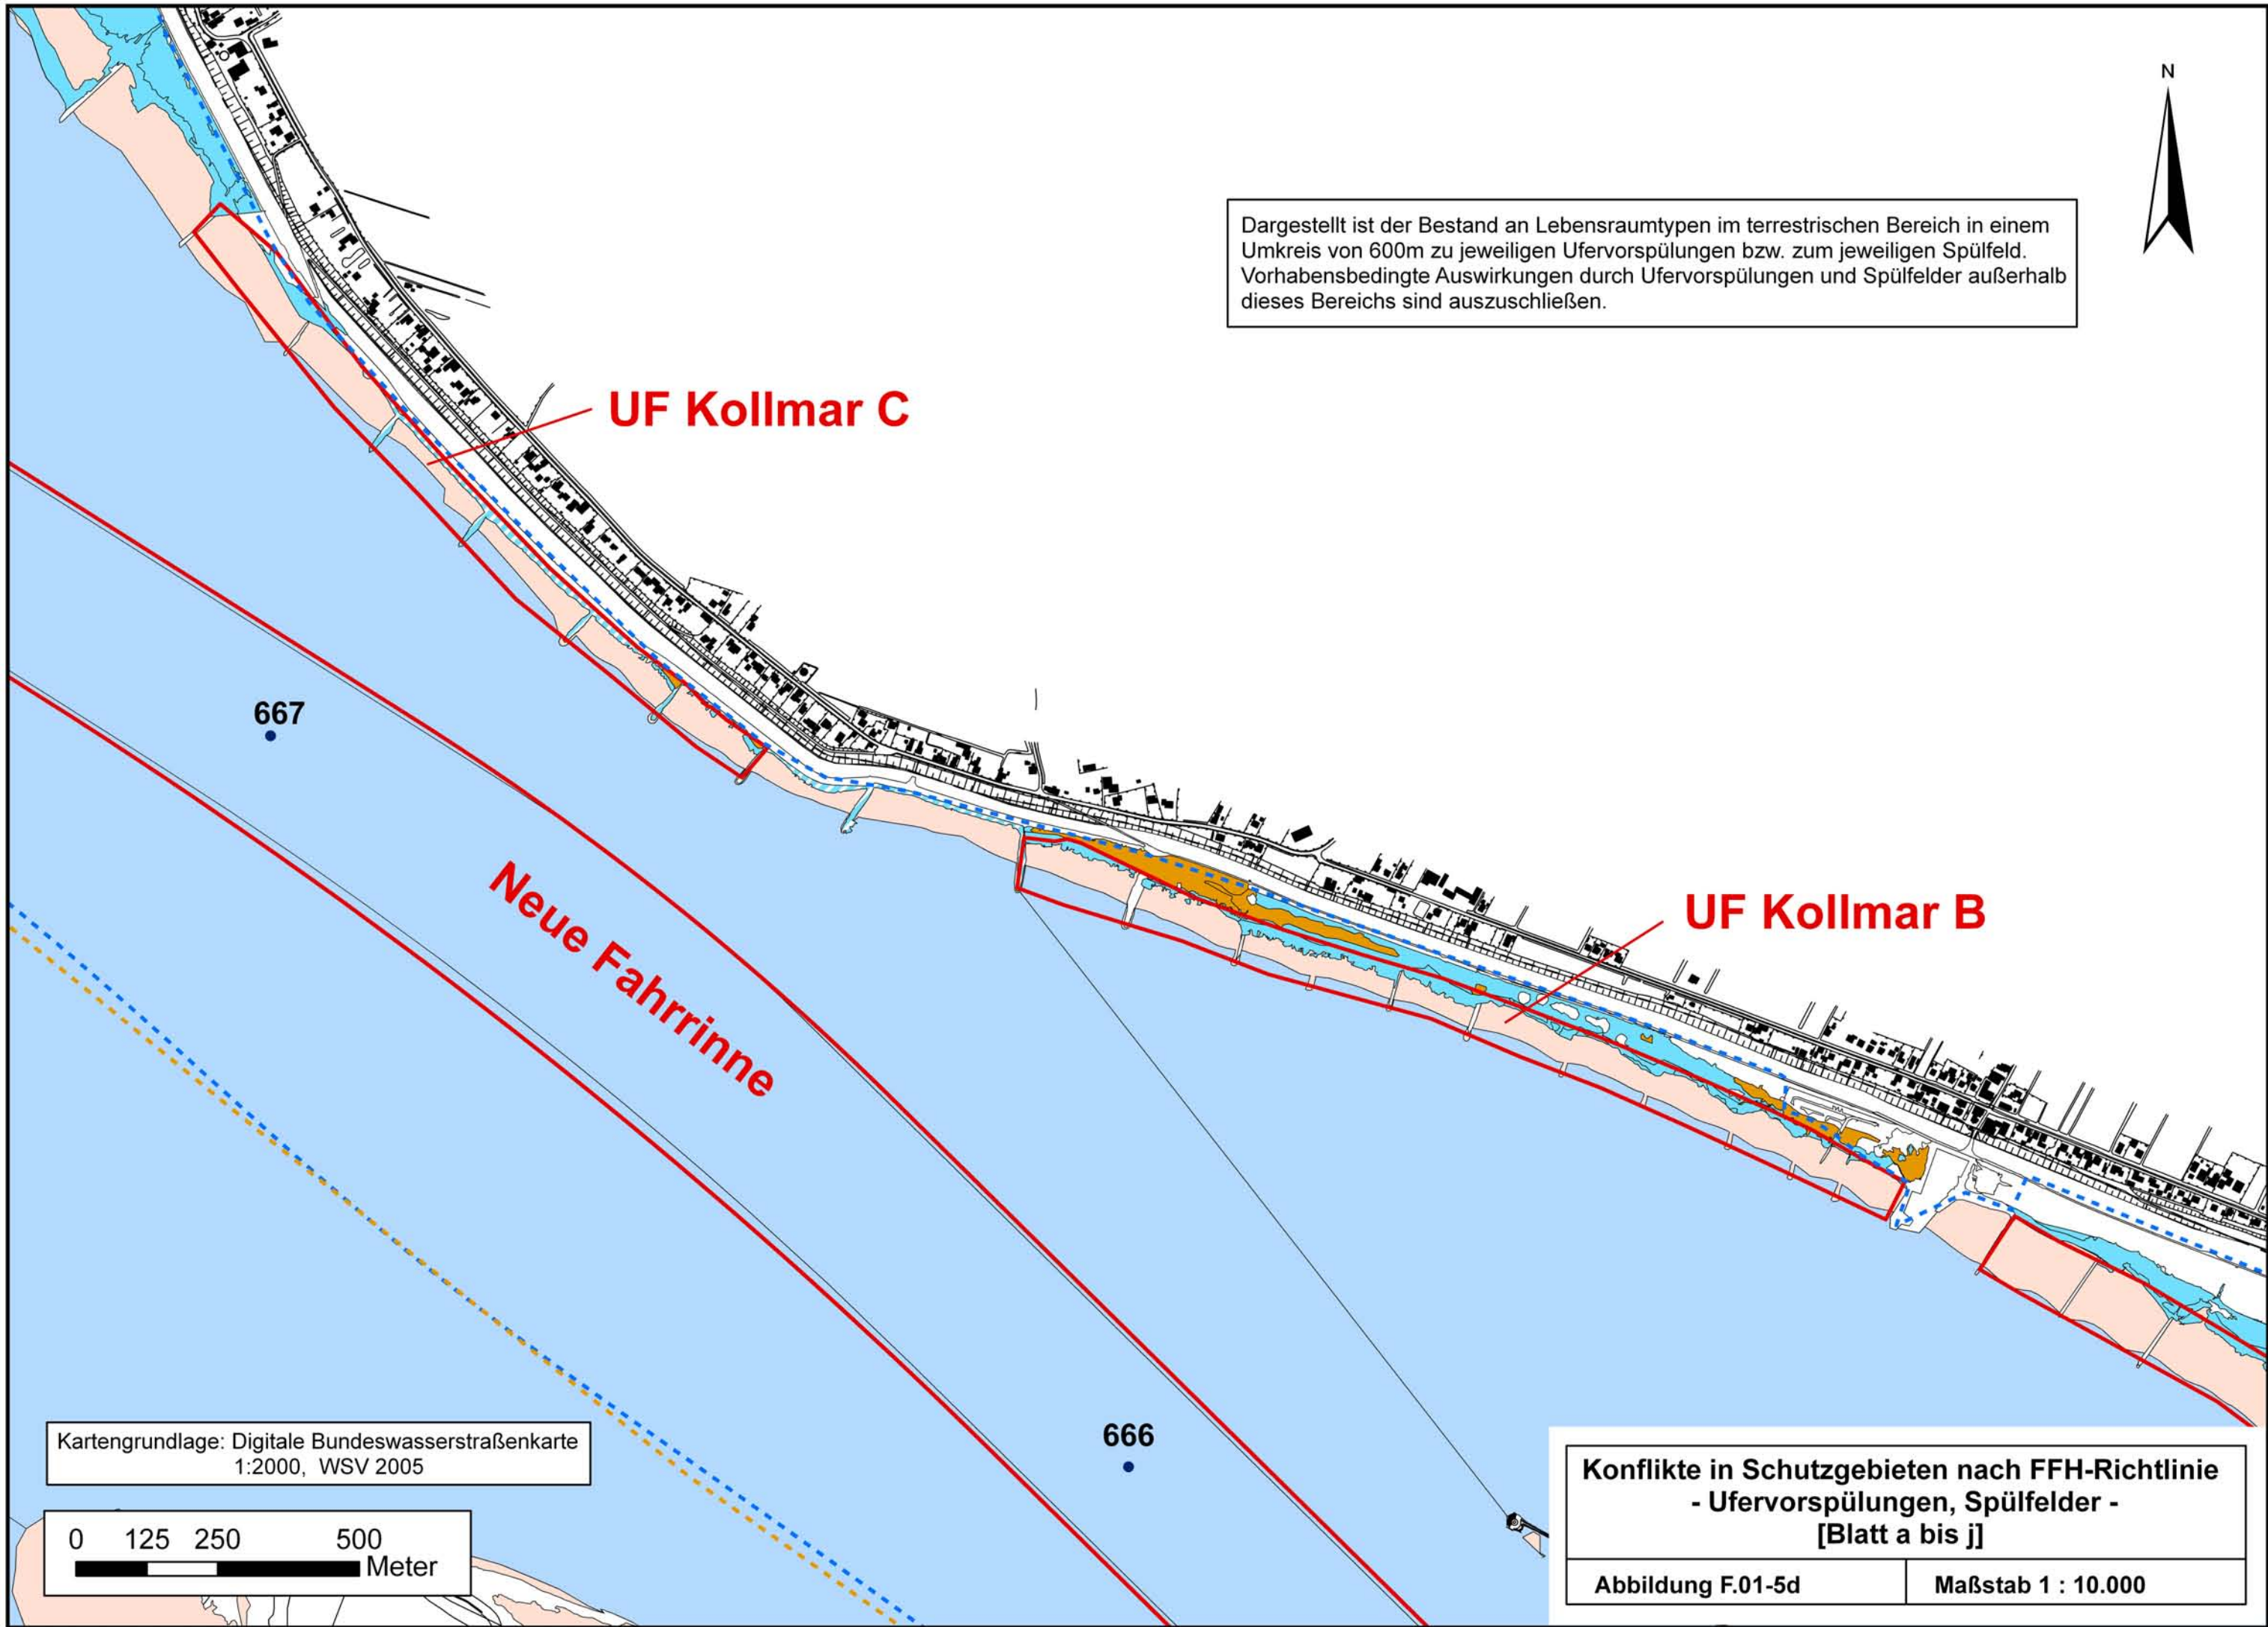 N
Dargestellt ist der Bestand an Lebensraumtypen im terrestrischen Bereich in einem
Umkreis von 600m zu jeweiligen Ufervorspülungen bzw. zum jeweiligen Spülfeld.
Vorhabensbedingte Auswirkungen durch Ufervorspülungen und Spülfelder außerhalb
dieses Bereichs sind auszuschließen.
UF Kollmar C
667
Neue Fahrrinne
UF Kollmar B
666
Kartengrundlage: Digitale Bundeswasserstraßenkarte
1:2000, WSV 2005
0 125 250 500
Meter
Konflikte in Schutzgebieten nach FFH-Richtlinie
- Ufervorspülungen, Spülfelder -
[Blatt a bis j]
Abbildung F.01-5d
Maßstab 1 : 10.000